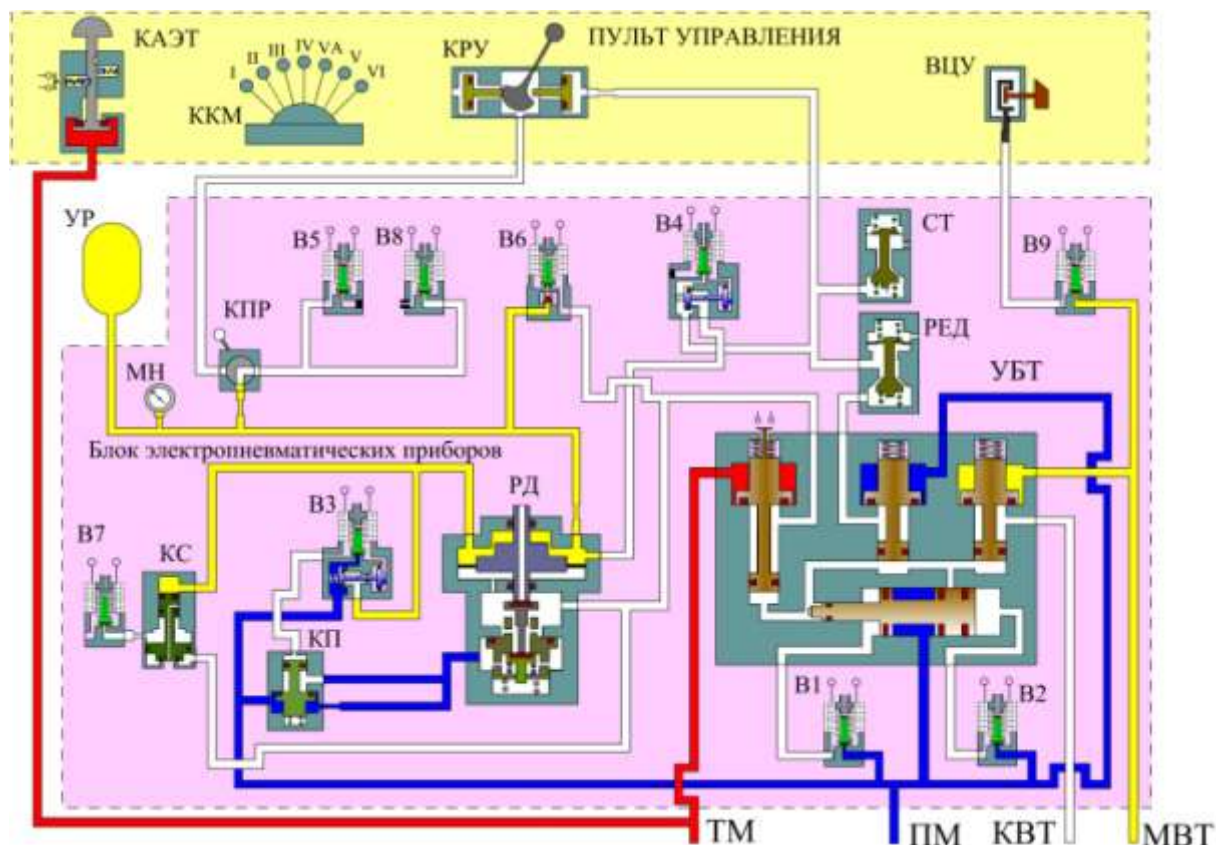 КАЭТ
I
II
III
IV
VA
V
VI
ККМ
КРУ
ПУЛЬТ УПРАВЛЕНИЯ
ВЦУ
УР
В5
В8
В6
В4
СТ
В9
КПР
РЕД
МН
УБТ
Блок электропневматических приборов
РД
В3
В7
КС
КП
В1
В2
ТМ
ПМ
КВТ
МВТ